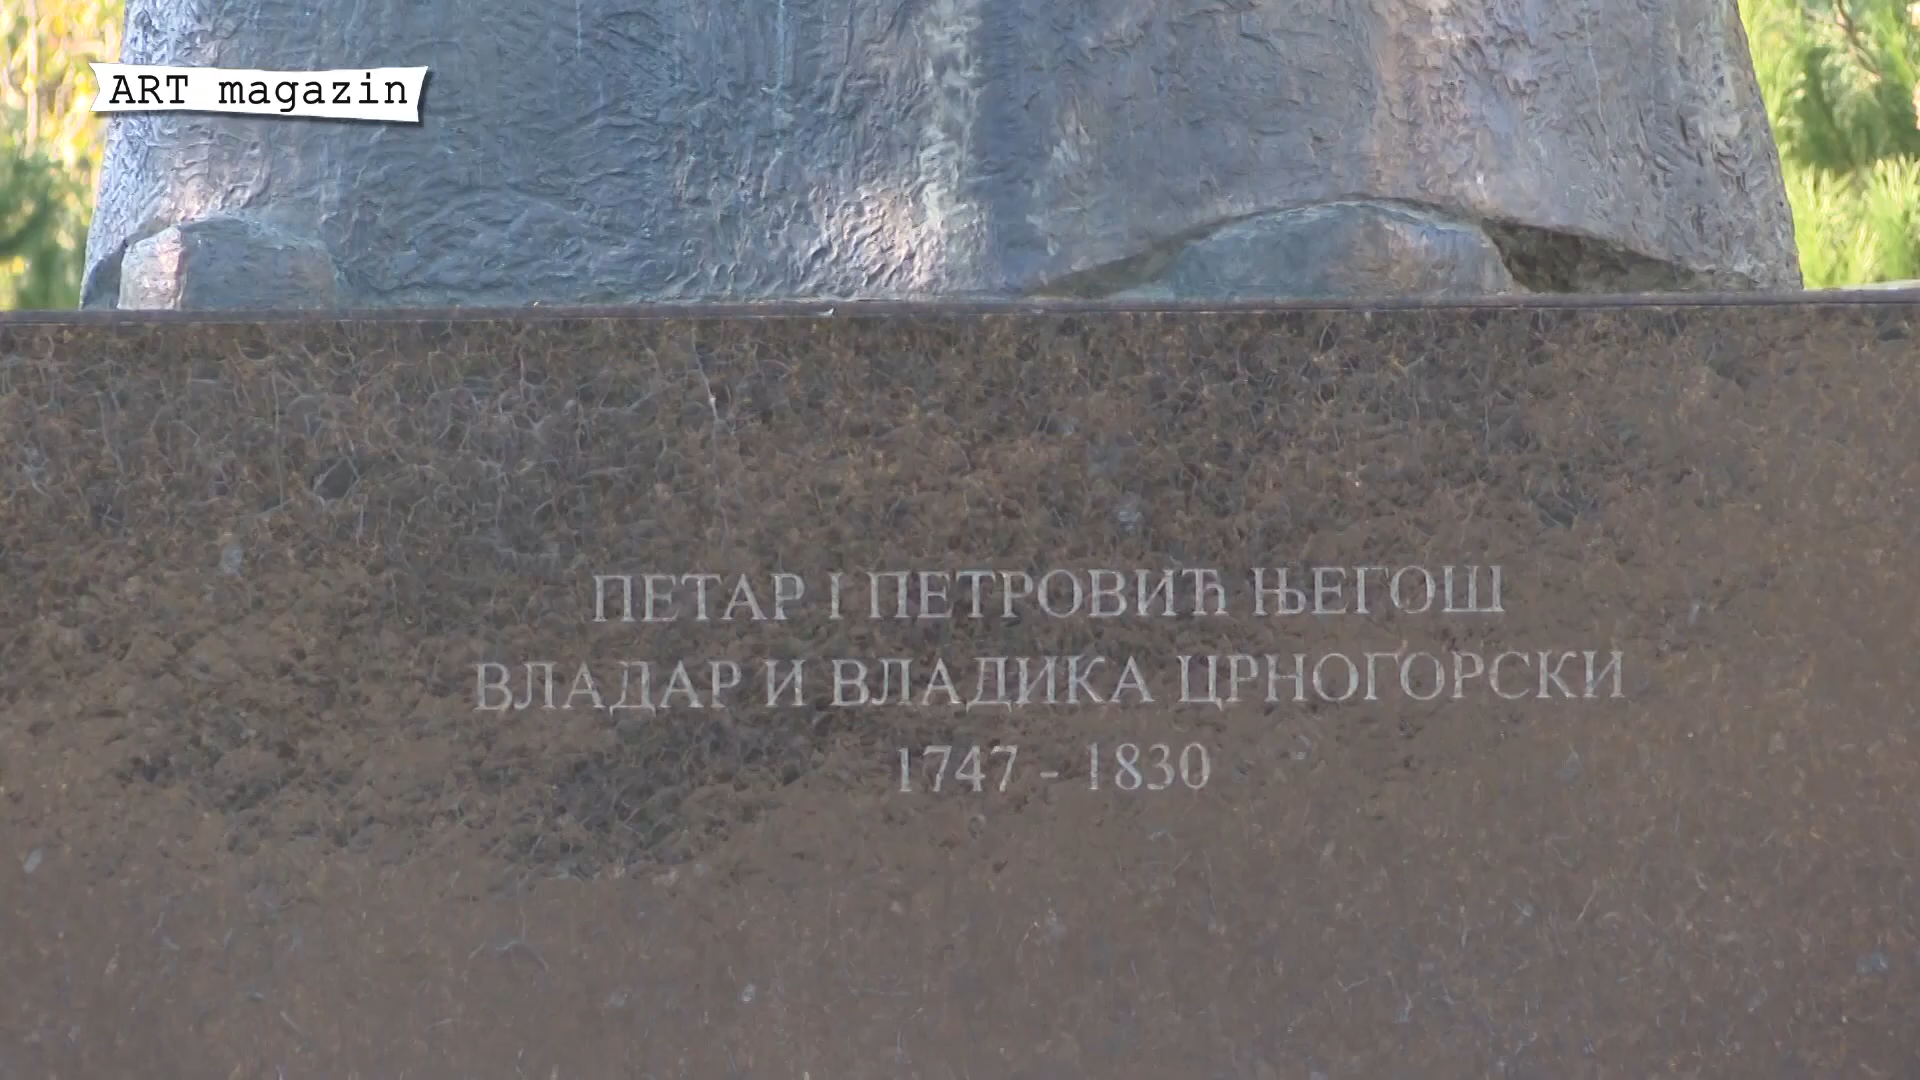 ART magazin
ПЕТАР I ПЕТРОВИЋ ЊЕГОШ
ВЛАДАР И ВЛАДИКА ЦРНОГОРСКИ
1747 - 1830